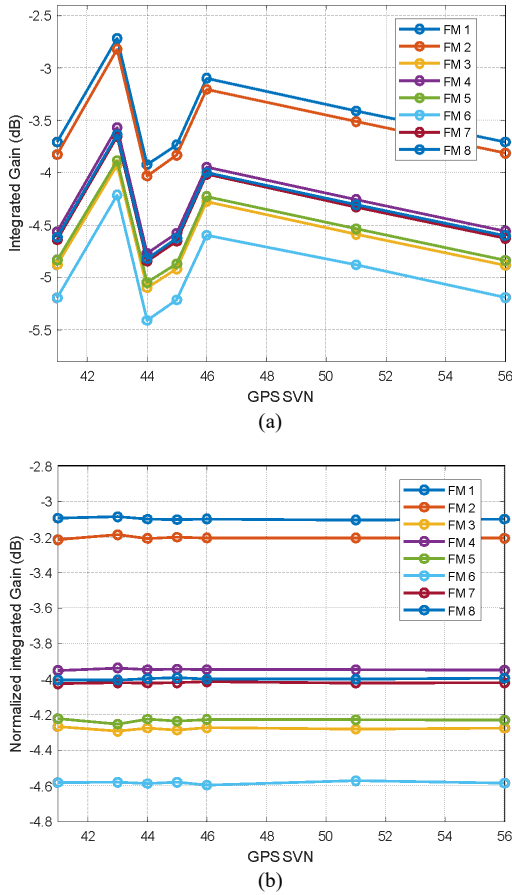 -2.5
-3
-3.5
-4
-4.5
-5
-5.5
Integrated Gain (dB)
FM 1
FM 2
FM 3
FM 4
FM 5
FM 6
FM 7
FM 8
42 44 46 48 50 52 54 56
GPS SVN
(a)
-2.8
-3
-3.2
-3.4
-3.6
-3.8
-4
-4.2
-4.4
-4.6
-4.8
Normalized integrated Gain (dB)
FM 1
FM 2
FM 3
FM 4
FM 5
FM 6
FM 7
FM 8
42 44 46 48 50 52 54 56
GPS SVN
(b)